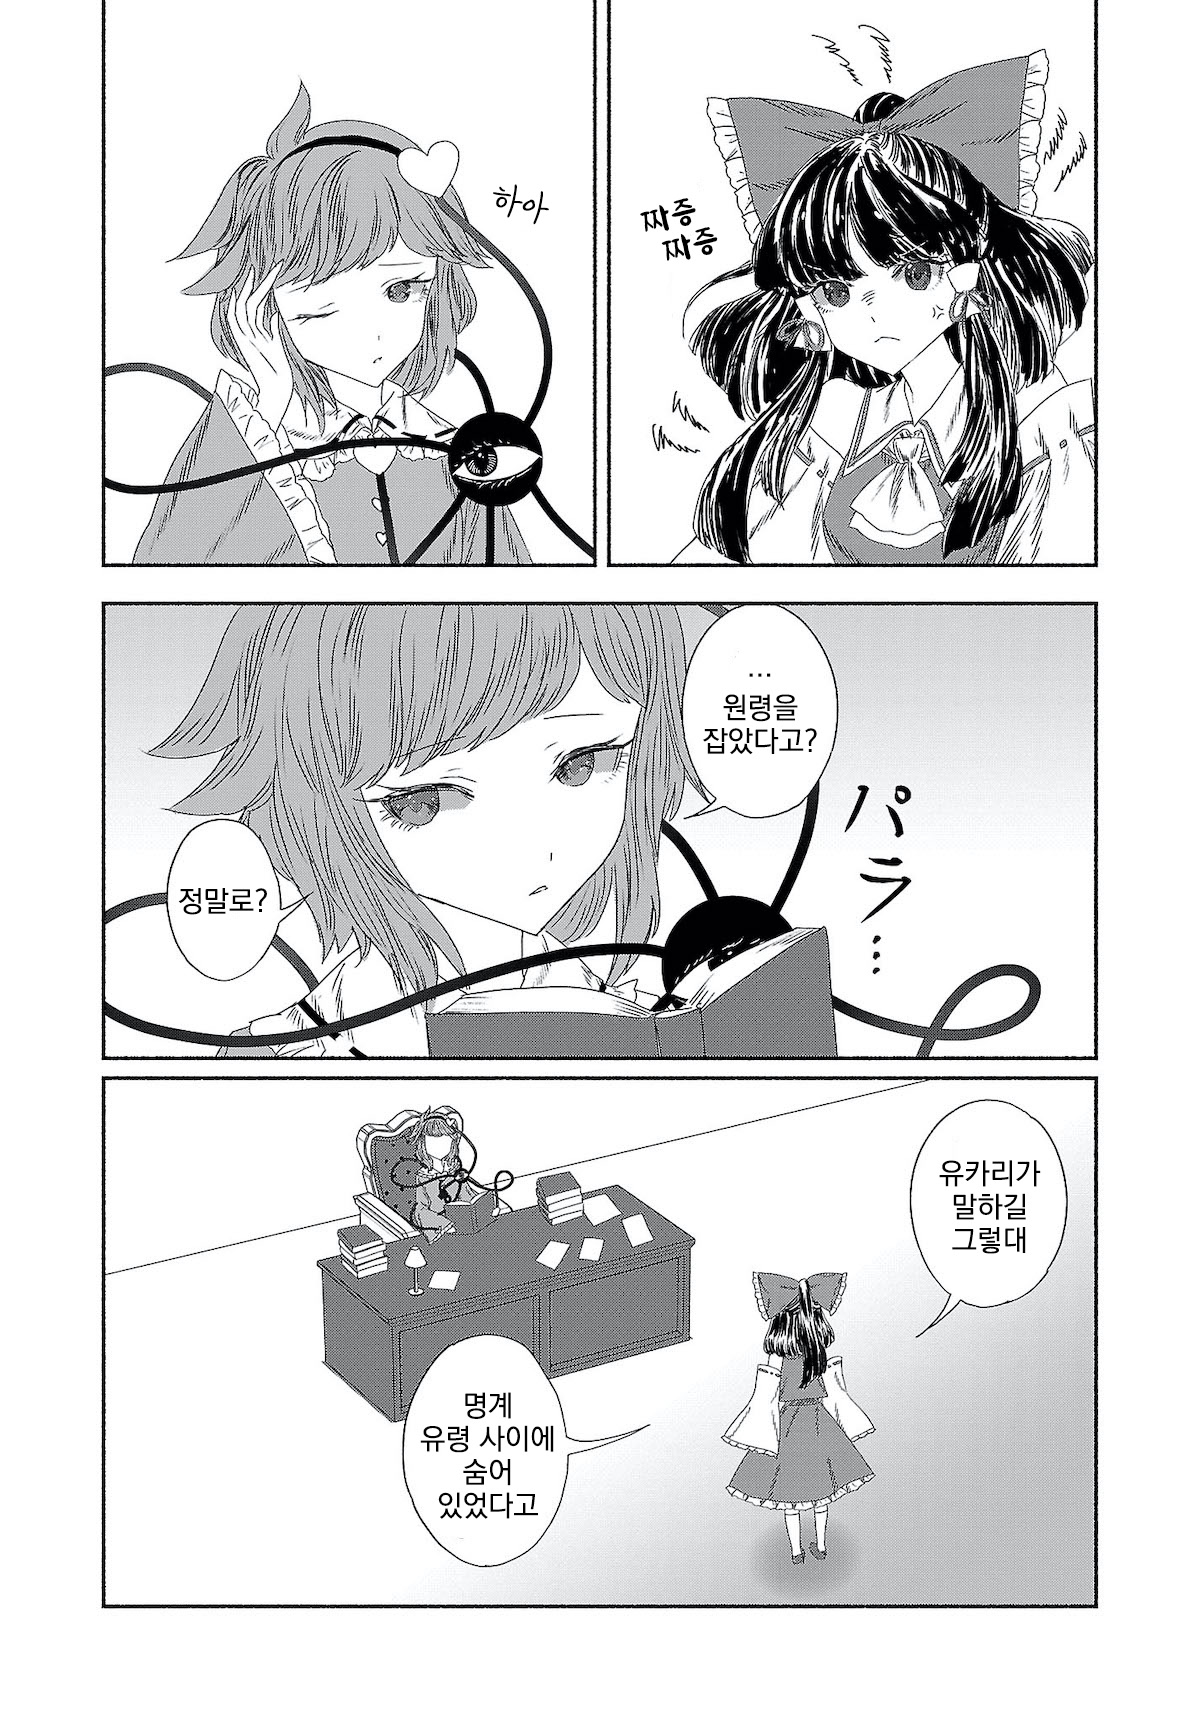 짜증
짜증
하아
…
원령을
잡았다고?
パラ…
정말로?
유카리가
말하길
그렇대
명계
유령 사이에
숨어
있었다고